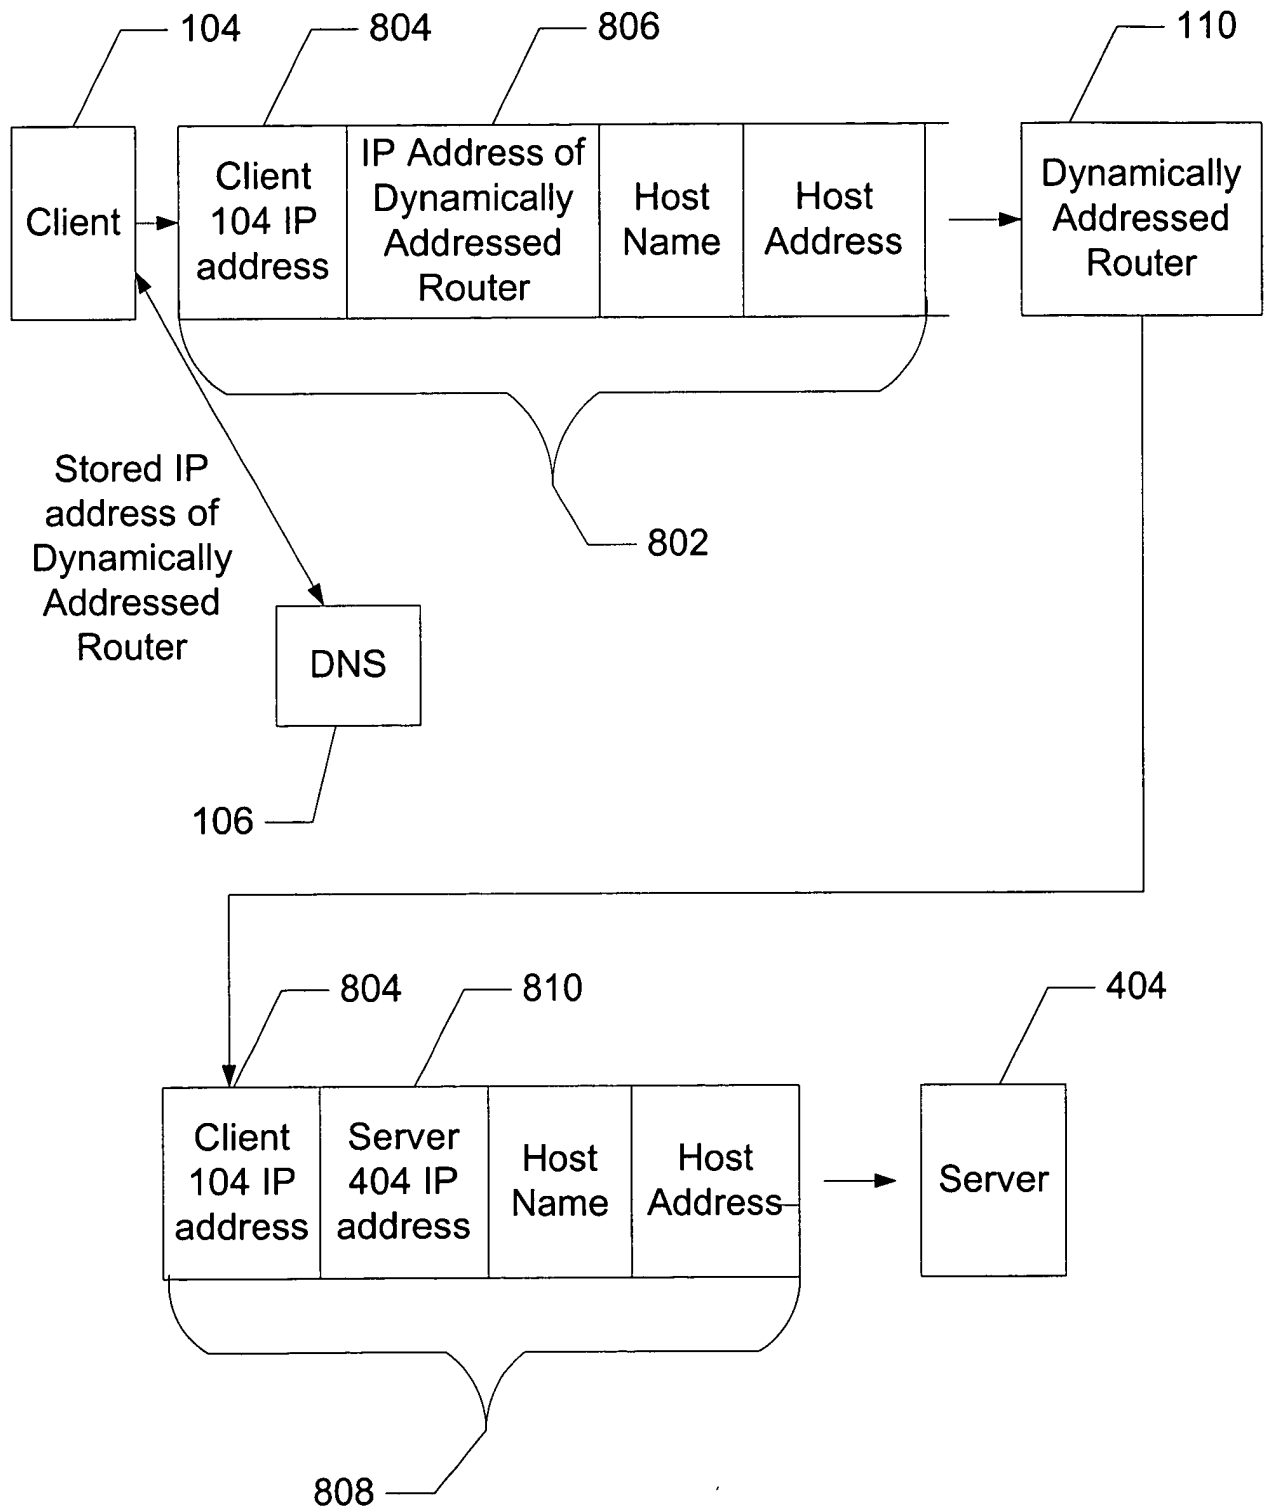 104
804
806
110
Client
Client
104 IP
address
IP Address of
Dynamically
Addressed
Router
Host
Name
Host
Address
Dynamically
Addressed
Router
Stored IP
address of
Dynamically
Addressed
Router
802
DNS
106
804
810
404
Client
104 IP
address
Server
404 IP
address
Host
Name
Host
Address
Server
808